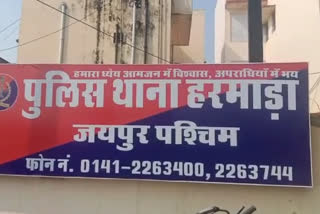 हमारा ध्येय आमजन में विश्वास, अपराधियों में भय
पुलिस थाना हरमाड़ा
जयपुर पश्चिम
फोन नं. 0141-2263400, 2263744